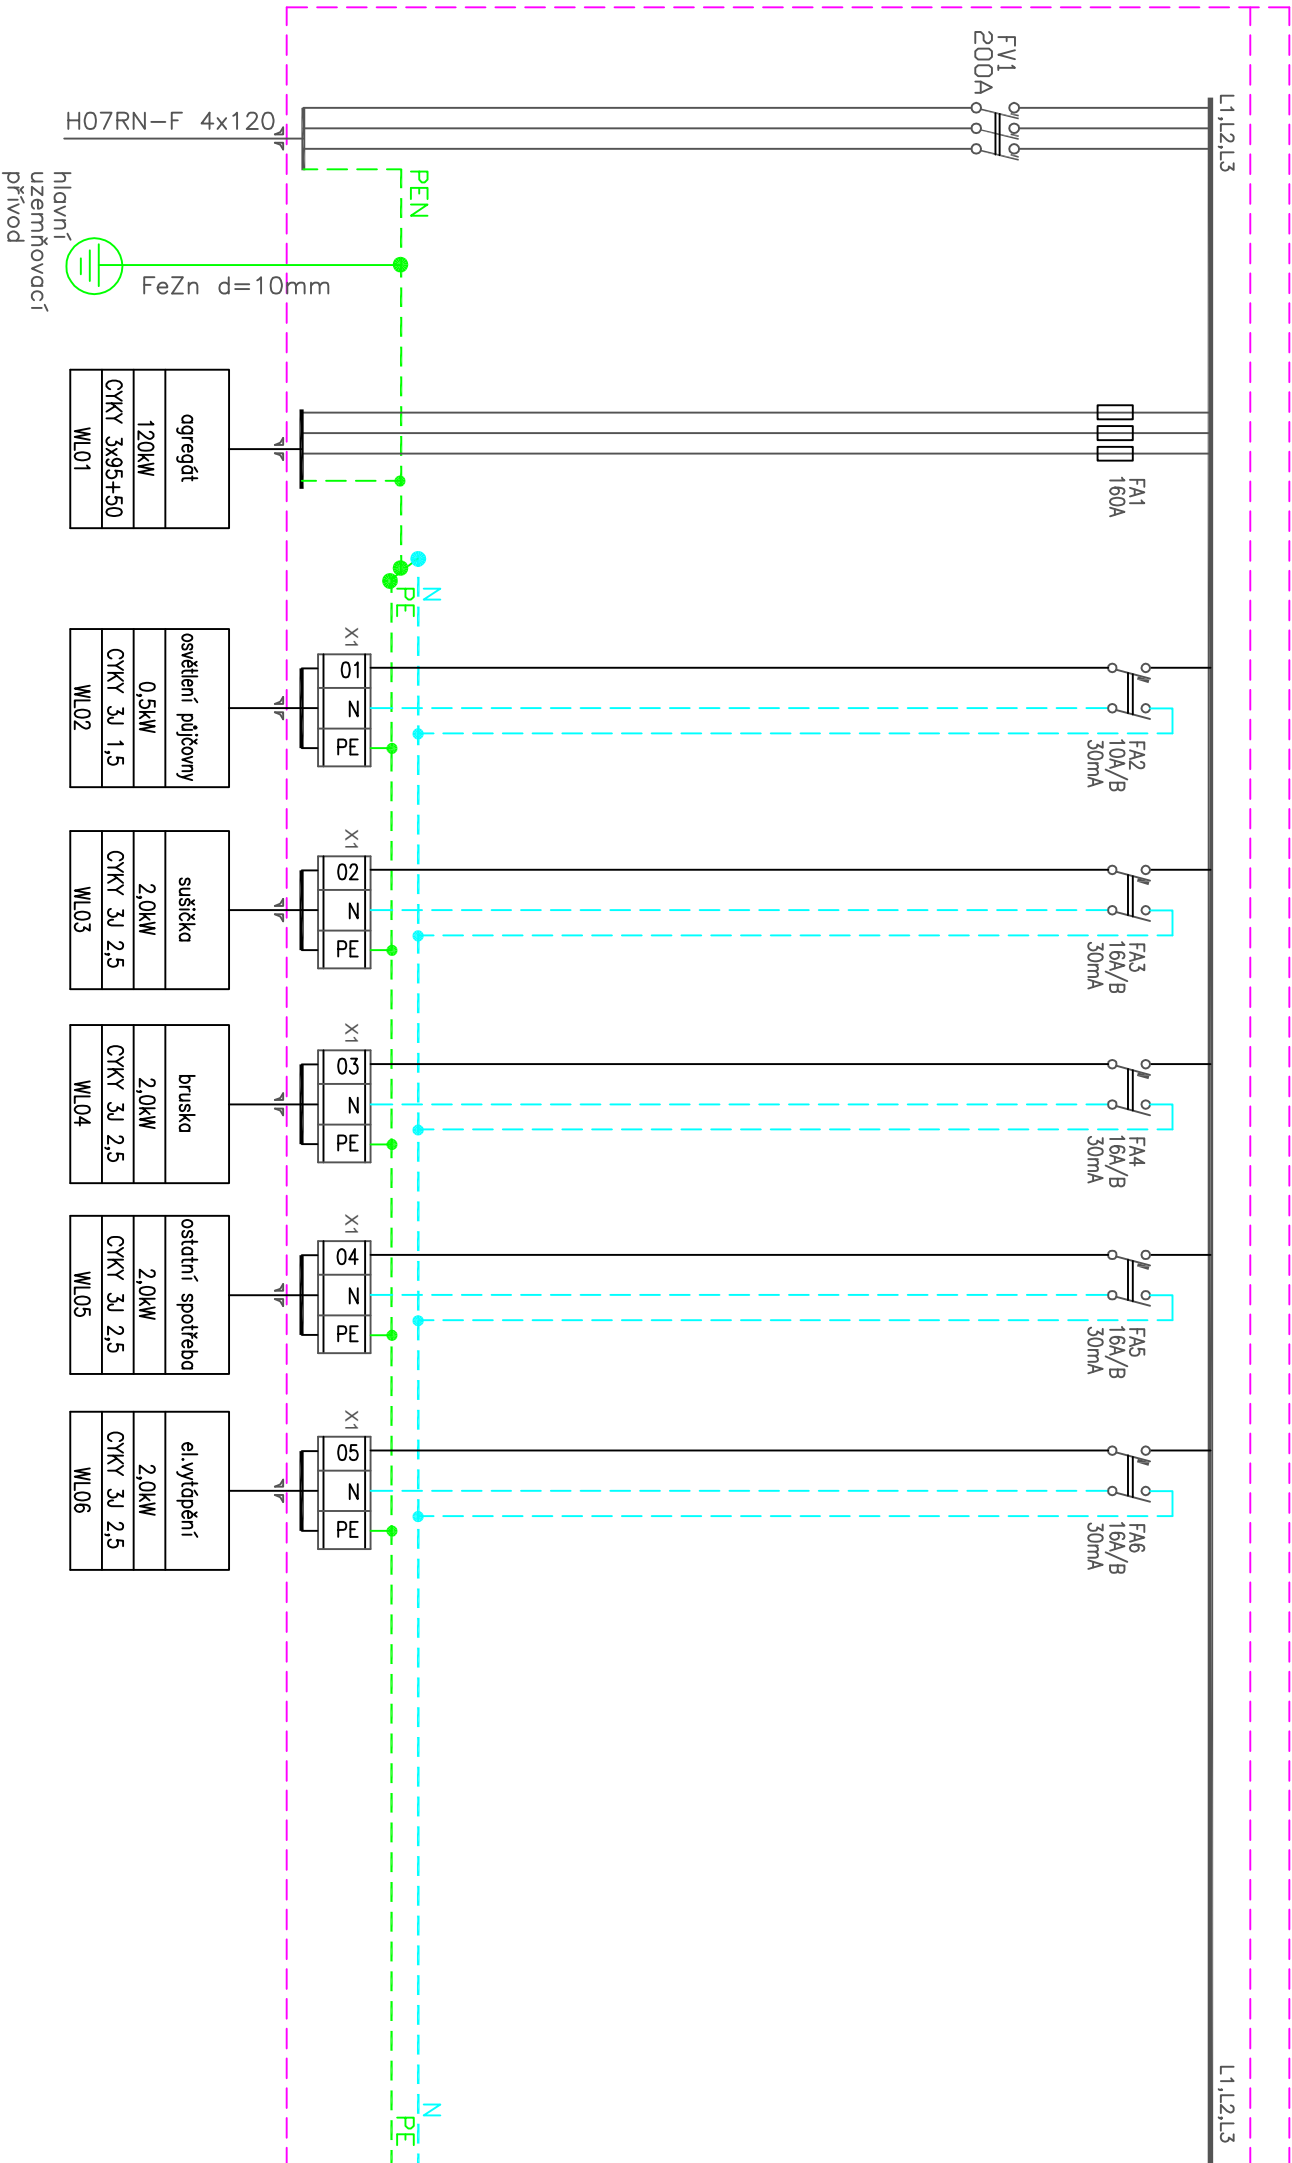 L1,L2,L3
L1,L2,L3
FV1
200A
FA1
160A
FA2
10A/B
30mA
FA3
16A/B
30mA
FA4
16A/B
30mA
FA5
16A/B
30mA
FA6
16A/B
30mA
PEN
N
PE
N
PE
X1
01
N
PE
X1
02
N
PE
X1
03
N
PE
X1
04
N
PE
X1
05
N
PE
H07RN-F 4x120
FeZn d=10mm
hlavní
uzemňovací
přívod
agregát
120kW
CYKY 3x95+50
WL01
osvětlení půjčovny
0,5kW
CYKY 3J 1,5
WL02
sušička
2,0kW
CYKY 3J 2,5
WL03
bruska
2,0kW
CYKY 3J 2,5
WL04
ostatní spotřeba
2,0kW
CYKY 3J 2,5
WL05
el.vytápění
2,0kW
CYKY 3J 2,5
WL06